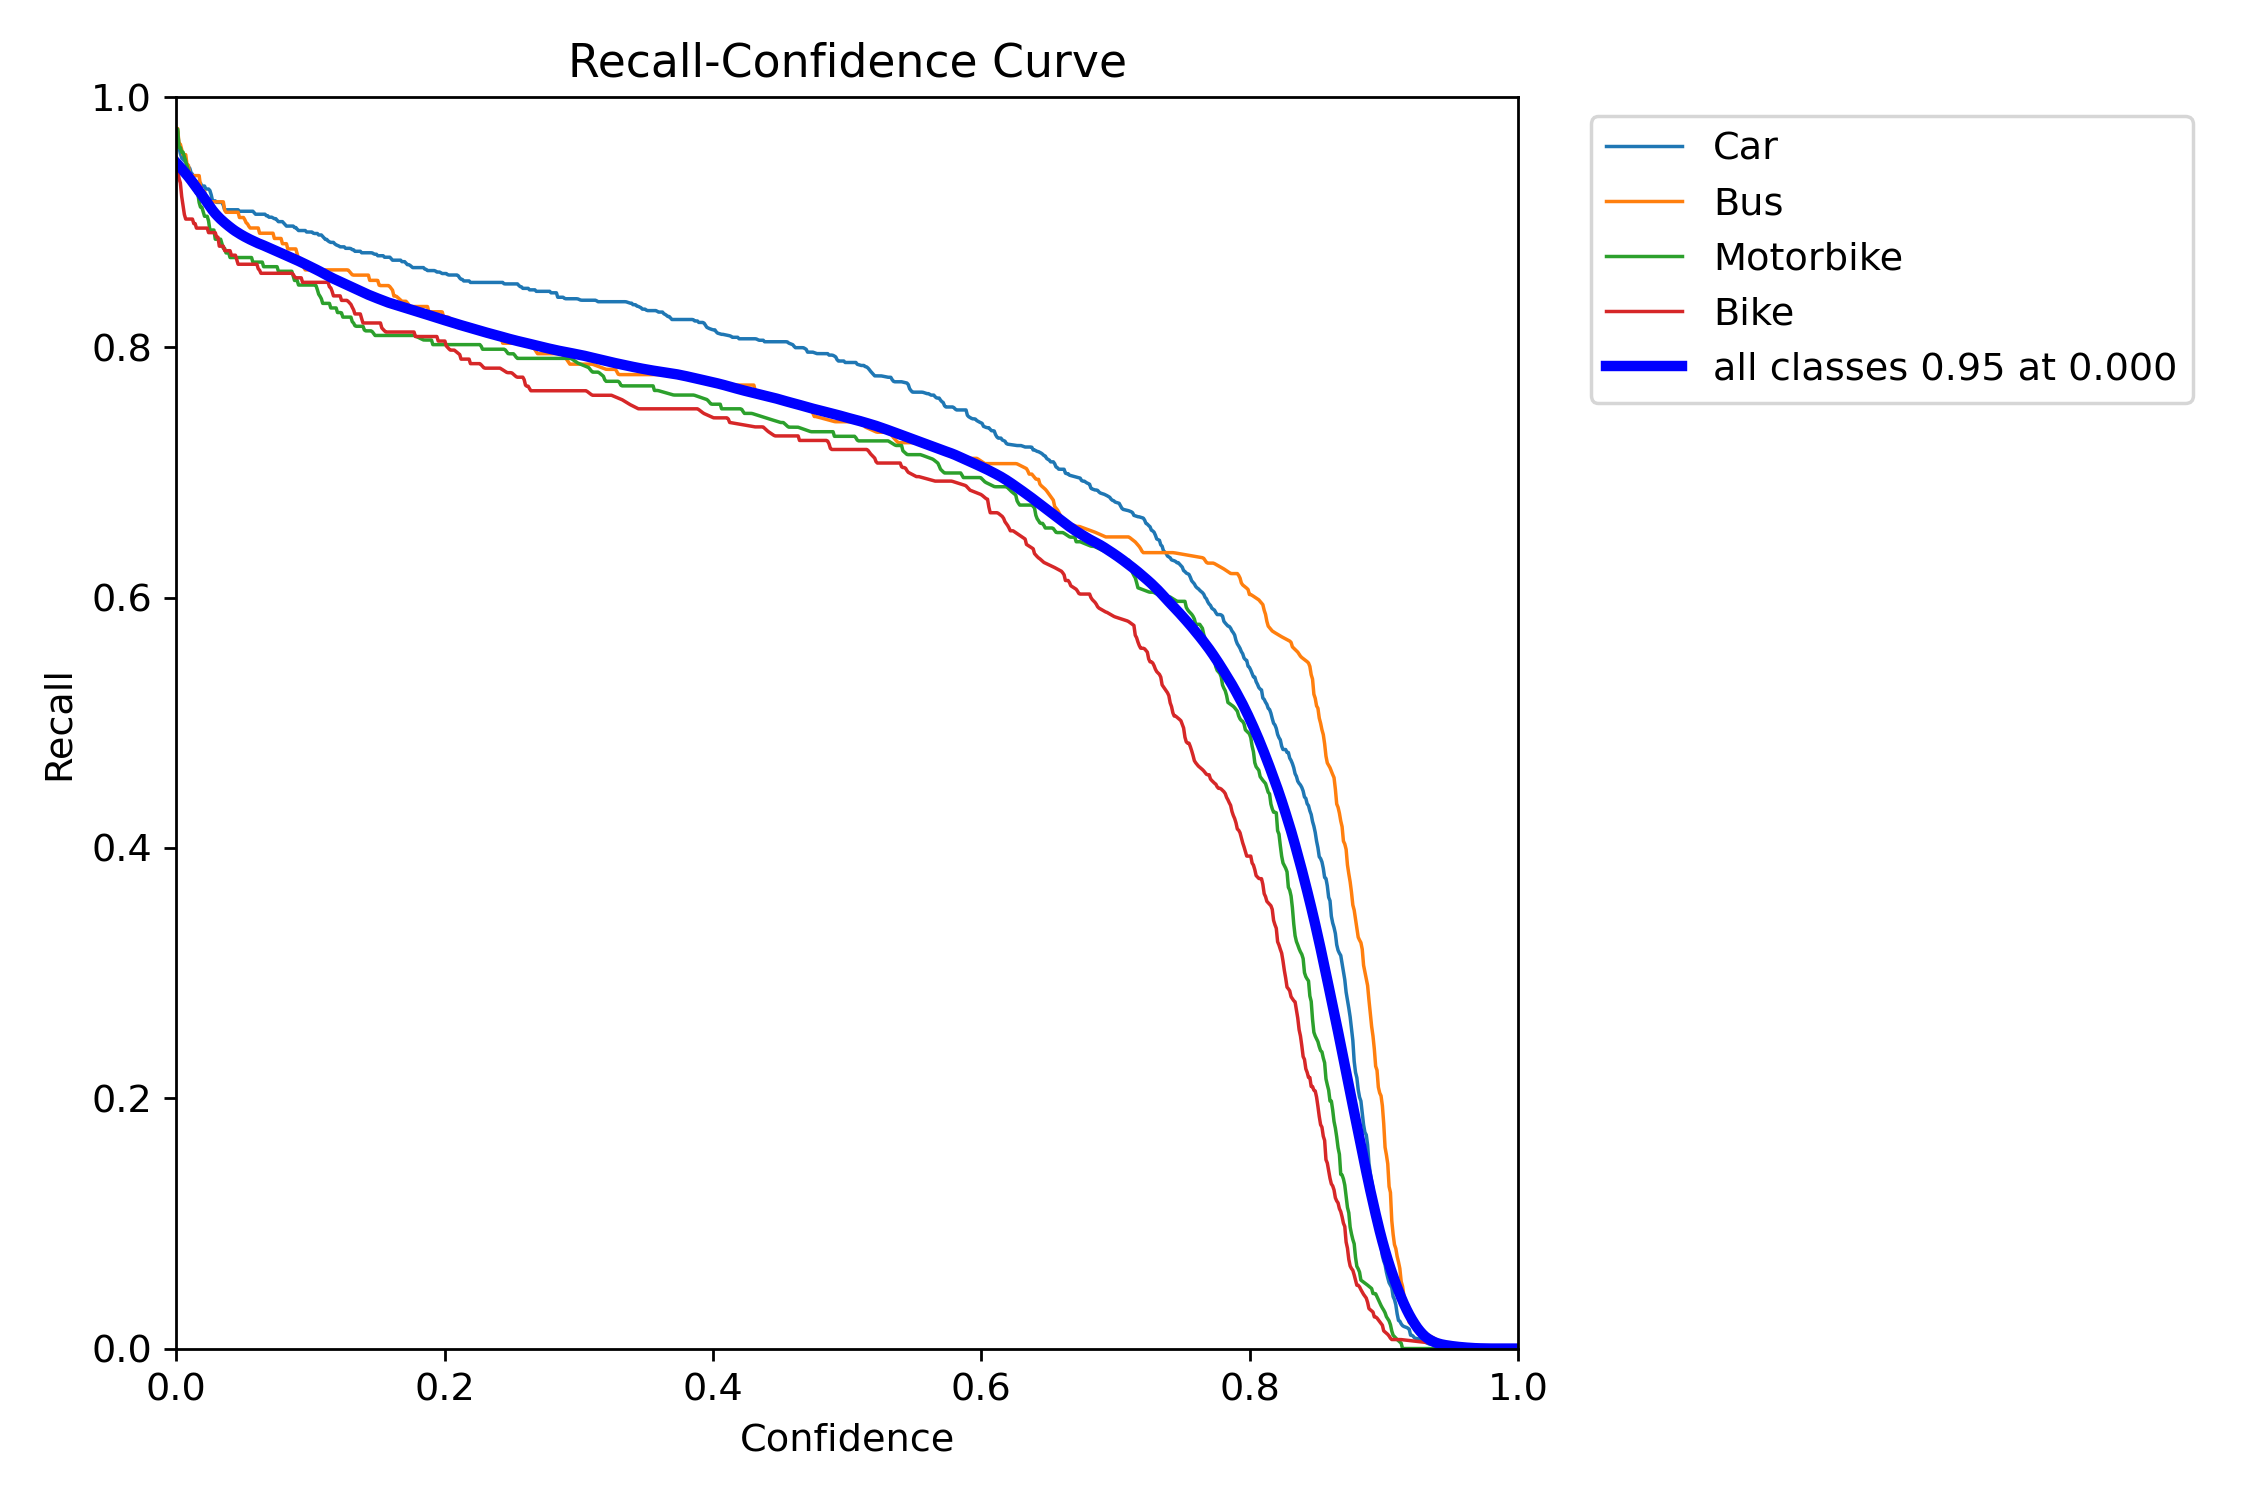 Recall-Confidence Curve
1.0
0.8
0.6
0.4
0.2
0.0
Recall
0.0 0.2 0.4 0.6 0.8 1.0
Confidence
Car
Bus
Motorbike
Bike
all classes 0.95 at 0.000